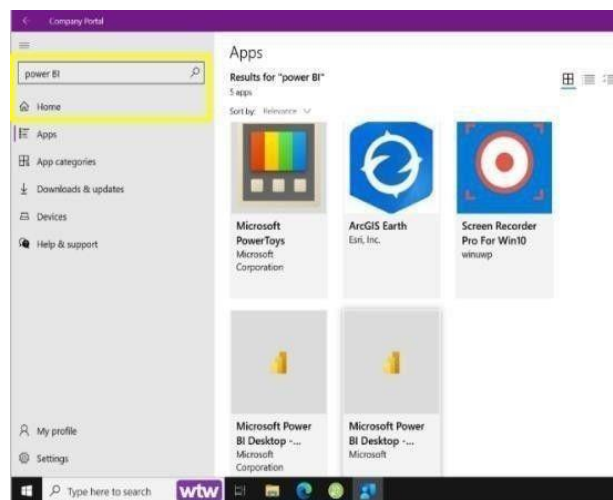 Company Portal
power BI
Home
Apps
App categories
Downloads & updates
Devices
Help & support
My profile
Settings
Apps
Results for "power BI"
5 apps
Sort by: Relevance
Microsoft
PowerToys
Microsoft
Corporation
ArcGIS Earth
Esri, Inc.
Screen Recorder
Pro For Win10
winuwp
Microsoft Power
BI Desktop -...
Microsoft
Corporation
Microsoft Power
BI Desktop -...
Microsoft
Type here to search
wtw